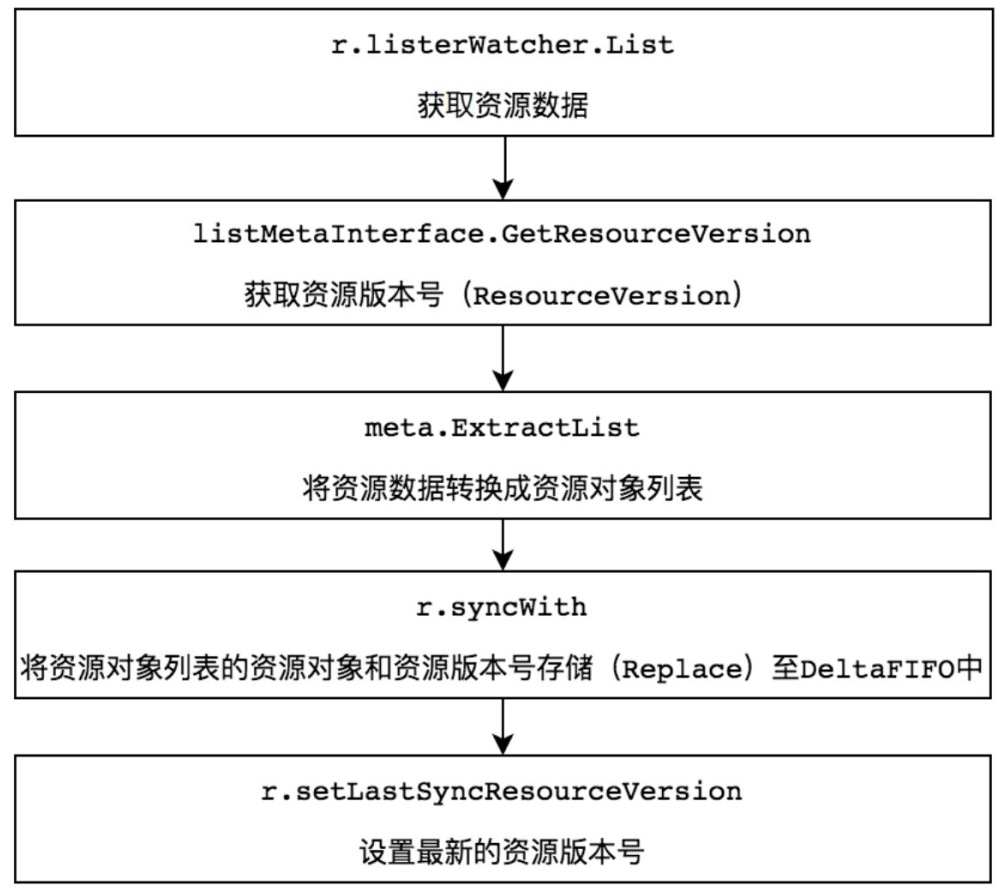 r.listerWatcher.List
获取资源数据
listMetaInterface.GetResourceVersion
获取资源版本号（ResourceVersion）
meta.ExtractList
将资源数据转换成资源对象列表
r.syncWith
将资源对象列表的资源对象和资源版本号存储（Replace）至DeltaFIFO中
r.setLastSyncResourceVersion
设置最新的资源版本号